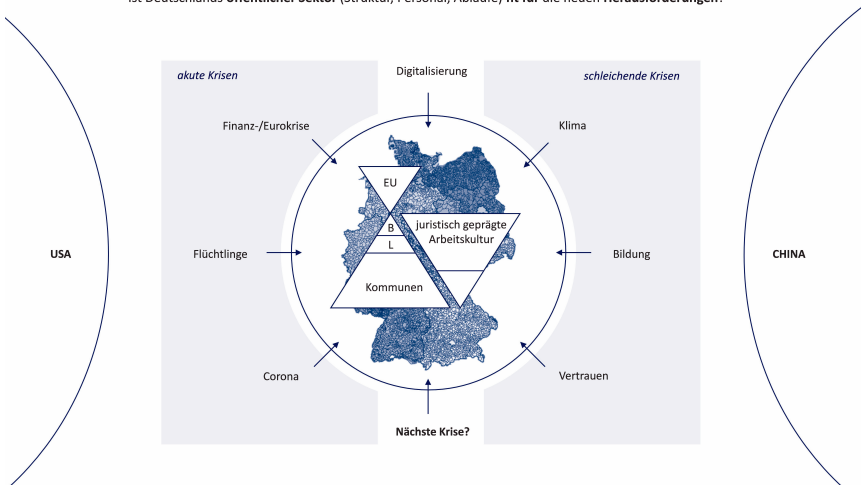 ist Deutschlands öffentlicher Sektor (Struktur, Personal, Abläufe) fit für die neuen Herausforderungen?
akute Krisen
Digitalisierung
schleichende Krisen
Finanz-/Eurokrise
Klima
EU
B
juristisch geprägte
Arbeitskultur
L
USA
Flüchtlinge
Bildung
CHINA
Kommunen
Corona
Vertrauen
Nächste Krise?